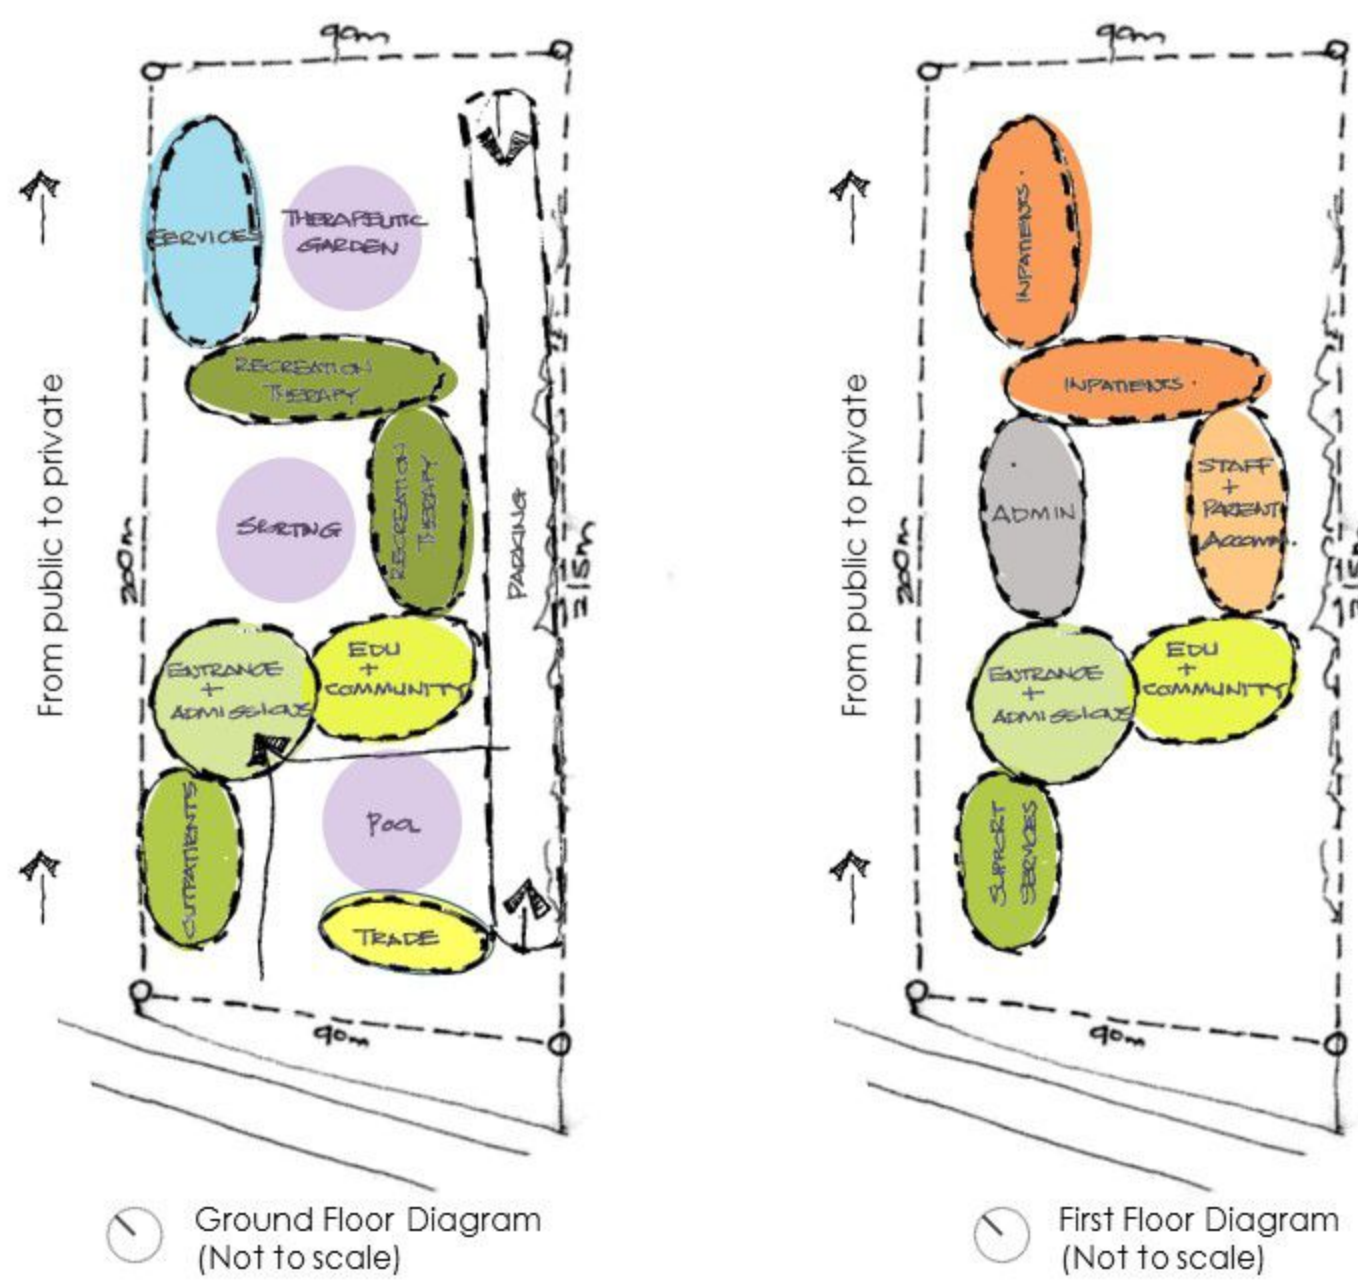 90m
SERVICES
THERAPEUTIC
GARDEN
RECREATION
THERAPY
RECREATION
THERAPY
SPORTING
PARKING
200m
215m
From public to private
ENTRANCE
+
ADMISSIONS
EDU
+
COMMUNITY
OUTPATIENTS
POOL
TRADE
90m
Ground Floor Diagram
(Not to scale)
90m
INPATIENTS.
INPATIENTS.
ADMIN
STAFF
+
PARENT
ACCOMM.
200m
215m
From public to private
ENTRANCE
+
ADMISSIONS
EDU
+
COMMUNITY
SUPPORT
SERVICES
90m
First Floor Diagram
(Not to scale)